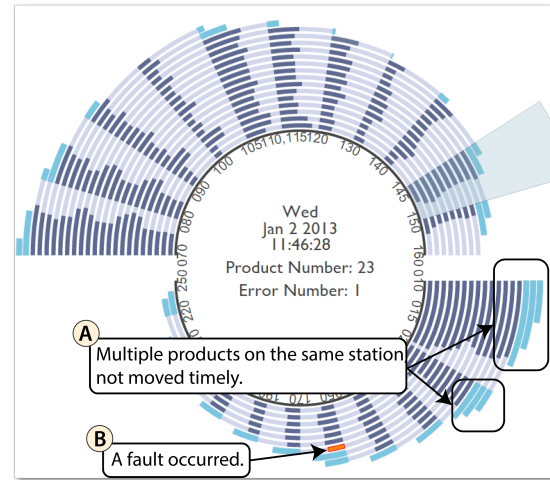 105 110,115 120
100 130
090 140
080 145
070 150
160
Wed
Jan 2 2013
11:46:28
Product Number: 23
Error Number: 1
250 010
220 015
A
Multiple products on the same station
not moved timely.
170
B
A fault occurred.